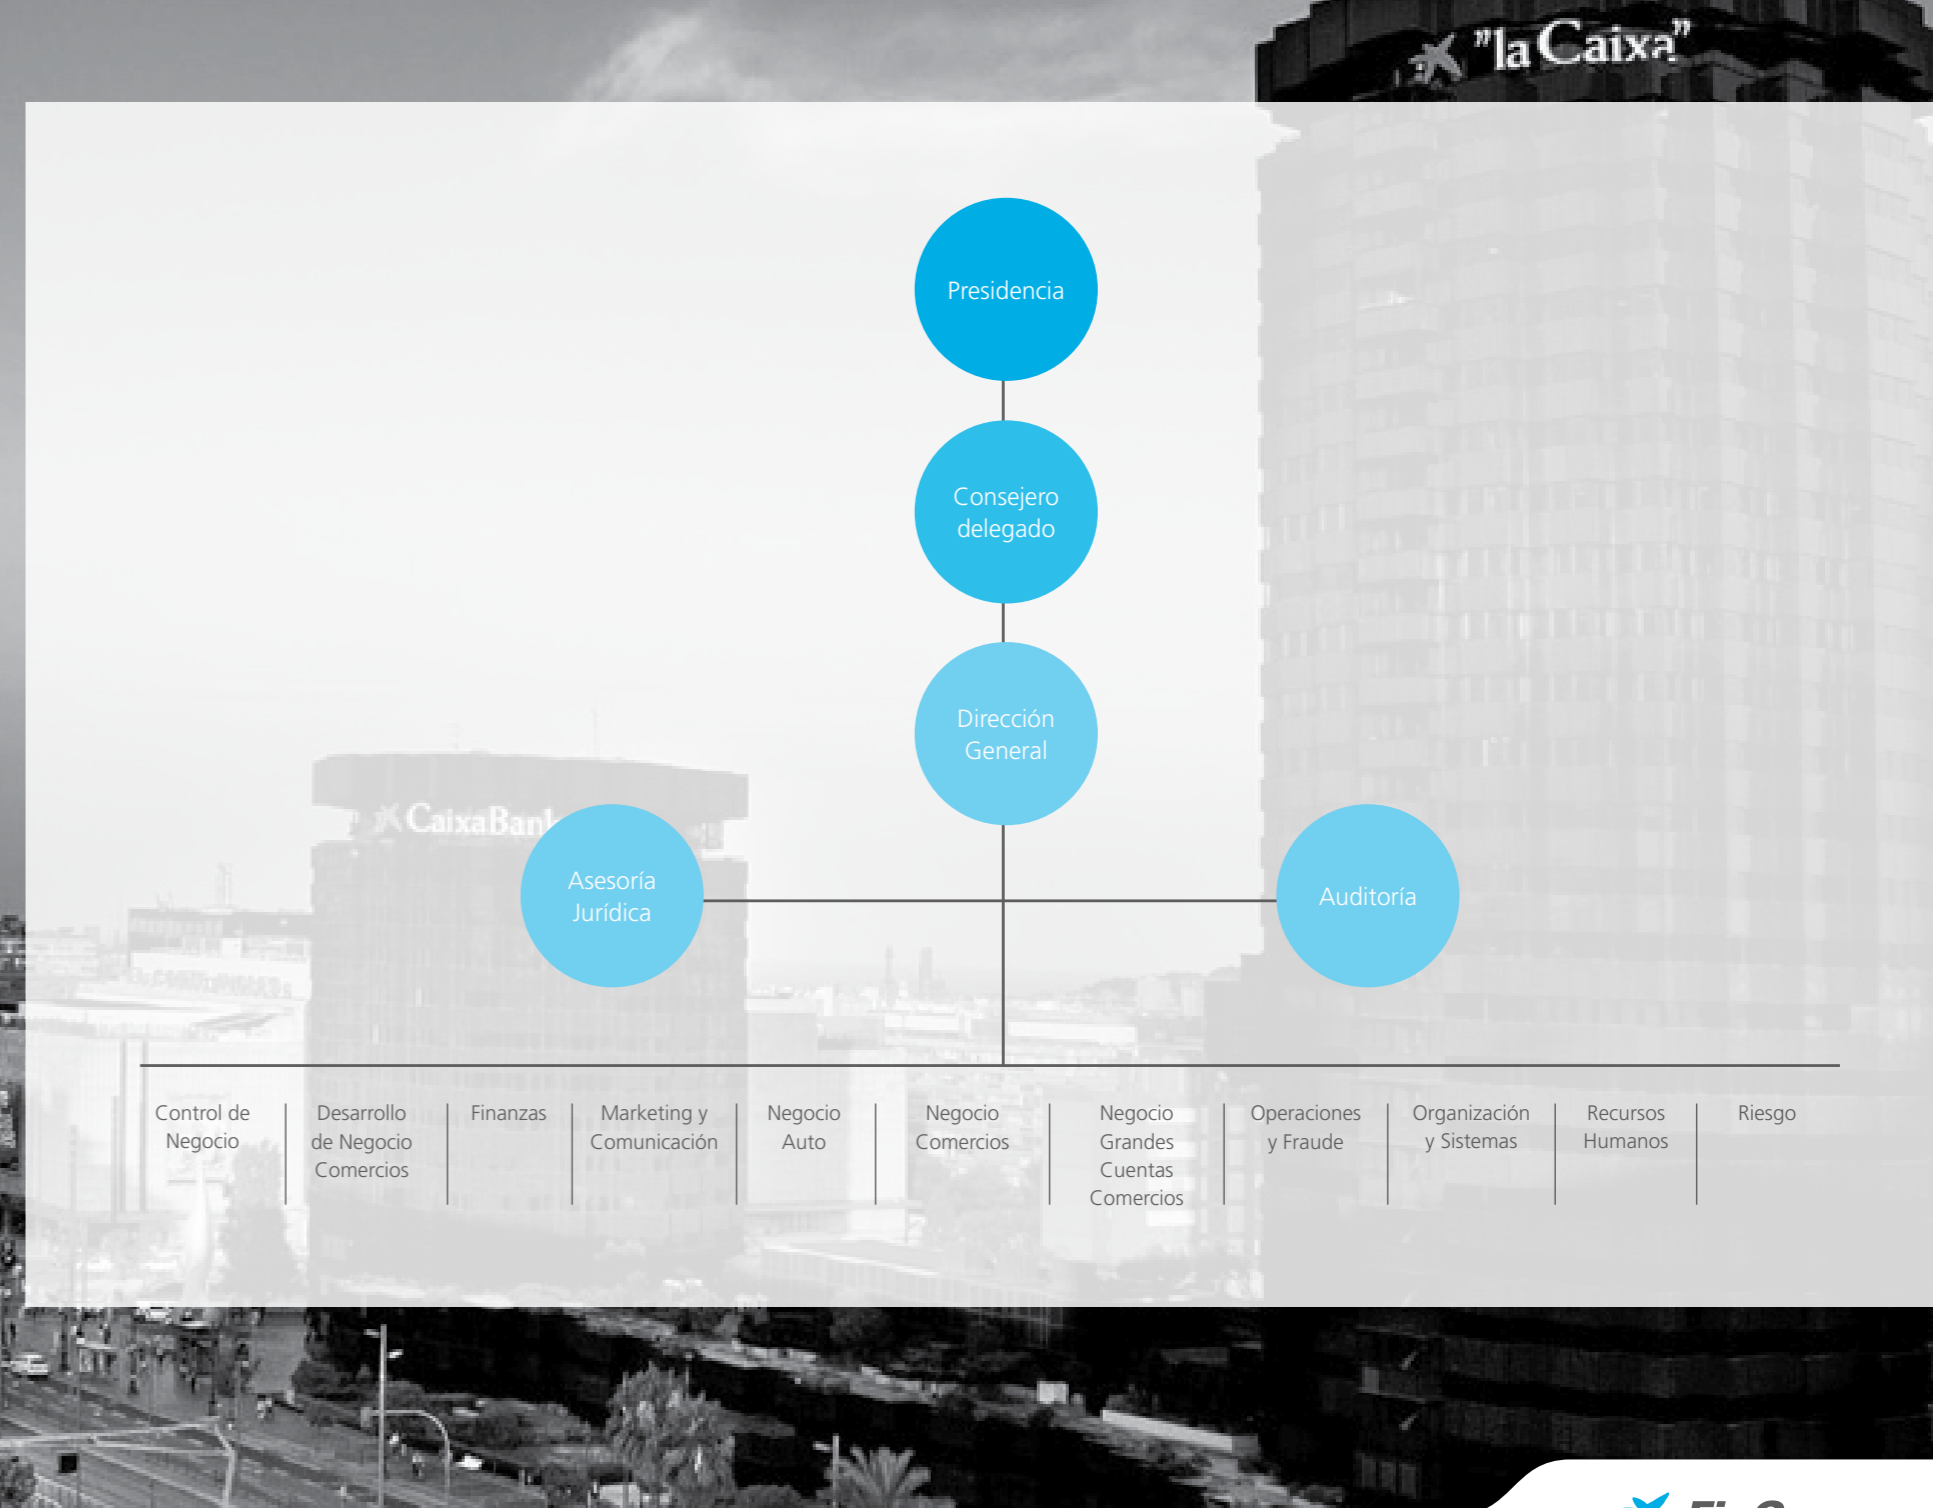 "la Caixa"
Presidencia
Consejero
delegado
Dirección
General
CaixaBank
Asesoría
Jurídica
Auditoría
Control de
Negocio
Desarrollo
de Negocio
Comercios
Finanzas
Marketing y
Comunicación
Negocio
Auto
Negocio
Comercios
Negocio
Grandes
Cuentas
Comercios
Operaciones
y Fraude
Organización
y Sistemas
Recursos
Humanos
Riesgo